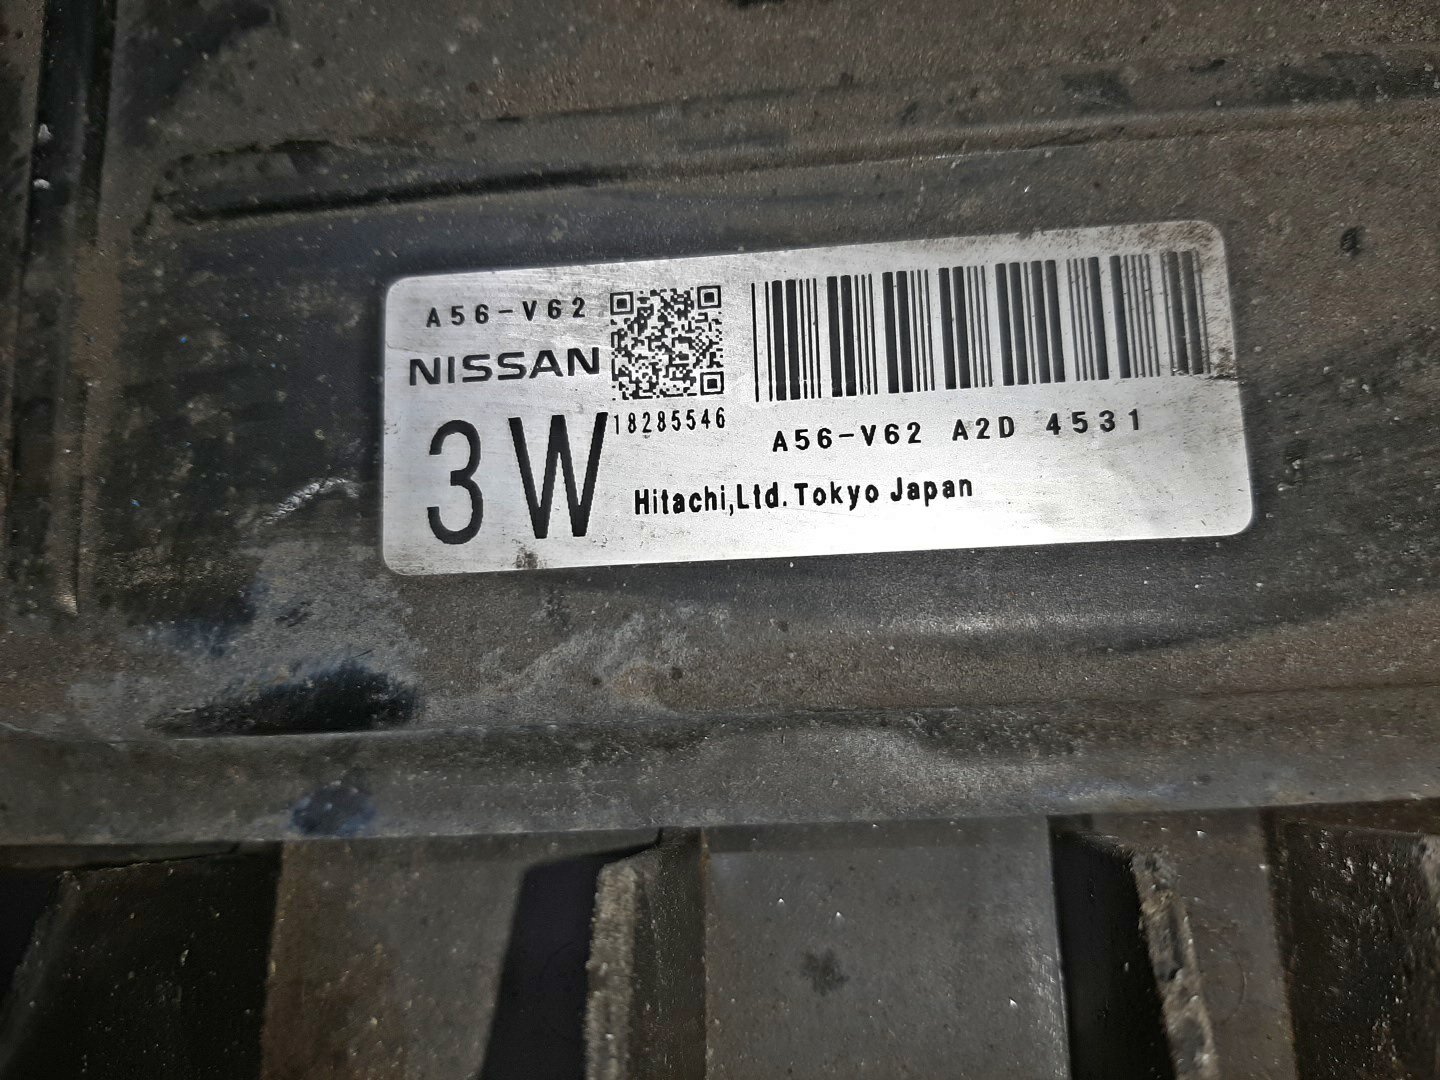 A56-V62
NISSAN
3W
18285546
A56-V62 A2D 4531
Hitachi,Ltd. Tokyo Japan